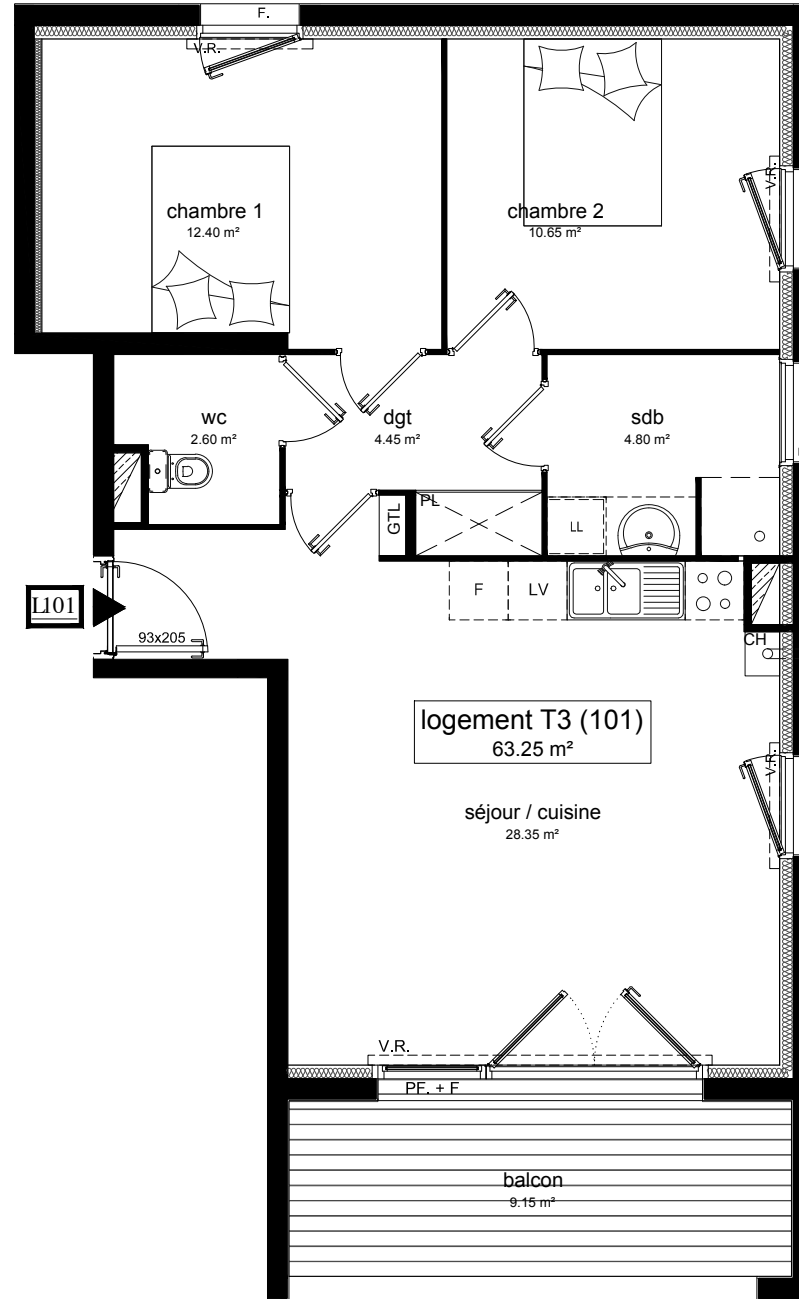 F.
V.R.
chambre 1
12.40 m²
chambre 2
10.65 m²
V.R.
wc
2.60 m²
dgt
4.45 m²
sdb
4.80 m²
GTL
PL
LL
F
LV
L101
93x205
CH
logement T3 (101)
63.25 m²
V.R.
séjour / cuisine
28.35 m²
V.R.
PF. + F
balcon
9.15 m²